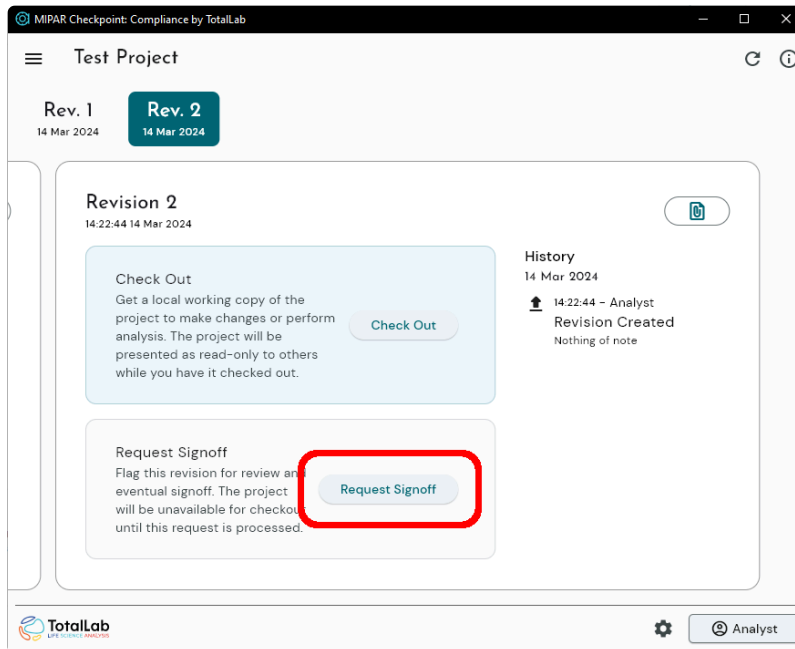 MIPAR Checkpoint: Compliance by TotalLab
Test Project
Rev. 1
14 Mar 2024
Rev. 2
14 Mar 2024
Revision 2
14:22:44 14 Mar 2024
Check Out
Get a local working copy of the
project to make changes or perform
analysis. The project will be
presented as read-only to others
while you have it checked out.
Check Out
History
14 Mar 2024
14:22:44 - Analyst
Revision Created
Nothing of note
Request Signoff
Flag this revision for review and
eventual signoff. The project
will be unavailable for checkout
until this request is processed.
Request Signoff
TotalLab
LIFE SCIENCE ANALYSIS
Analyst